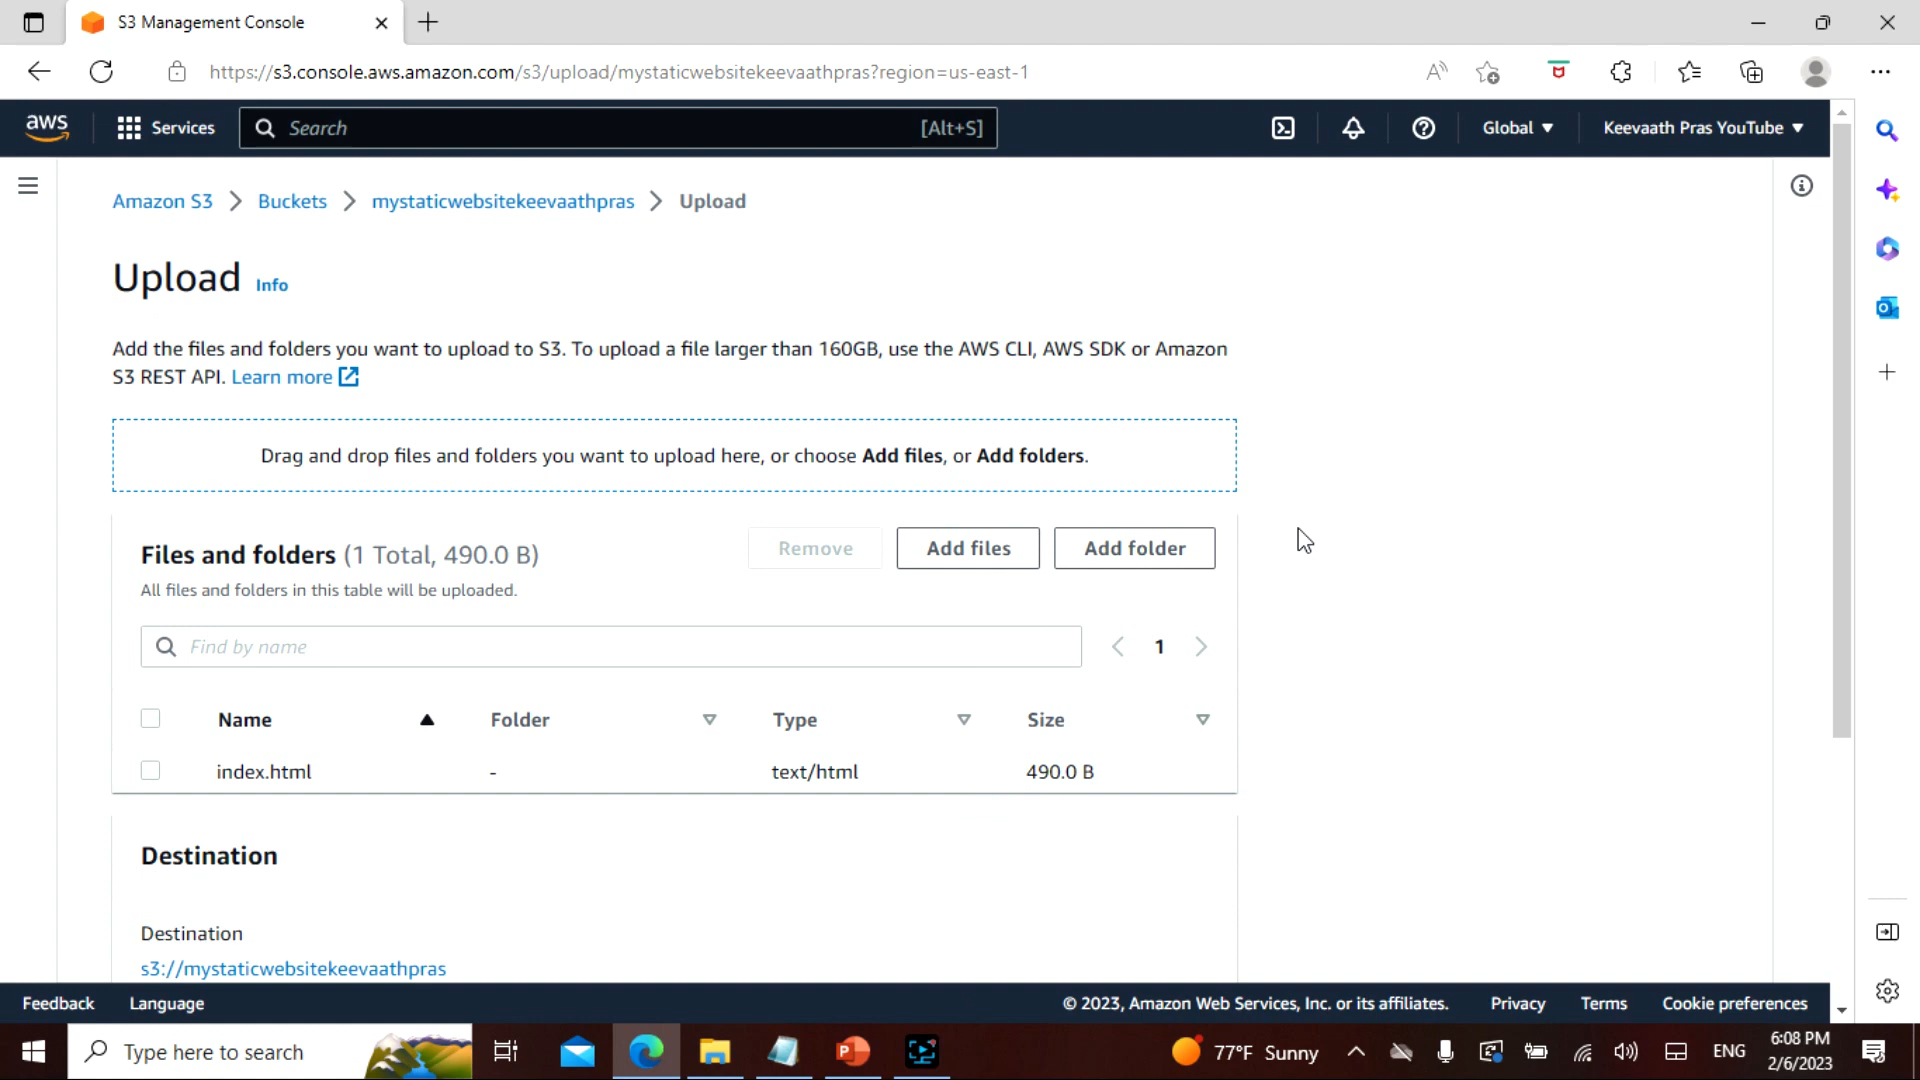 S3 Management Console
https://s3.console.aws.amazon.com/s3/upload/mystaticwebsitekeevaathpras?region=us-east-1
aws
Services
Search
[Alt+S]
Global
Keevaath Pras YouTube
Amazon S3
Buckets
mystaticwebsitekeevaathpras
Upload
Upload Info
Add the files and folders you want to upload to S3. To upload a file larger than 160GB, use the AWS CLI, AWS SDK or Amazon
S3 REST API. Learn more
Drag and drop files and folders you want to upload here, or choose Add files, or Add folders.
Files and folders (1 Total, 490.0 B)
Remove
Add files
Add folder
All files and folders in this table will be uploaded.
Find by name
1
Name
Folder
Type
Size
index.html
-
text/html
490.0 B
Destination
Destination
s3://mystaticwebsitekeevaathpras
Feedback
Language
© 2023, Amazon Web Services, Inc. or its affiliates.
Privacy
Terms
Cookie preferences
Type here to search
77°F Sunny
ENG
6:08 PM
2/6/2023